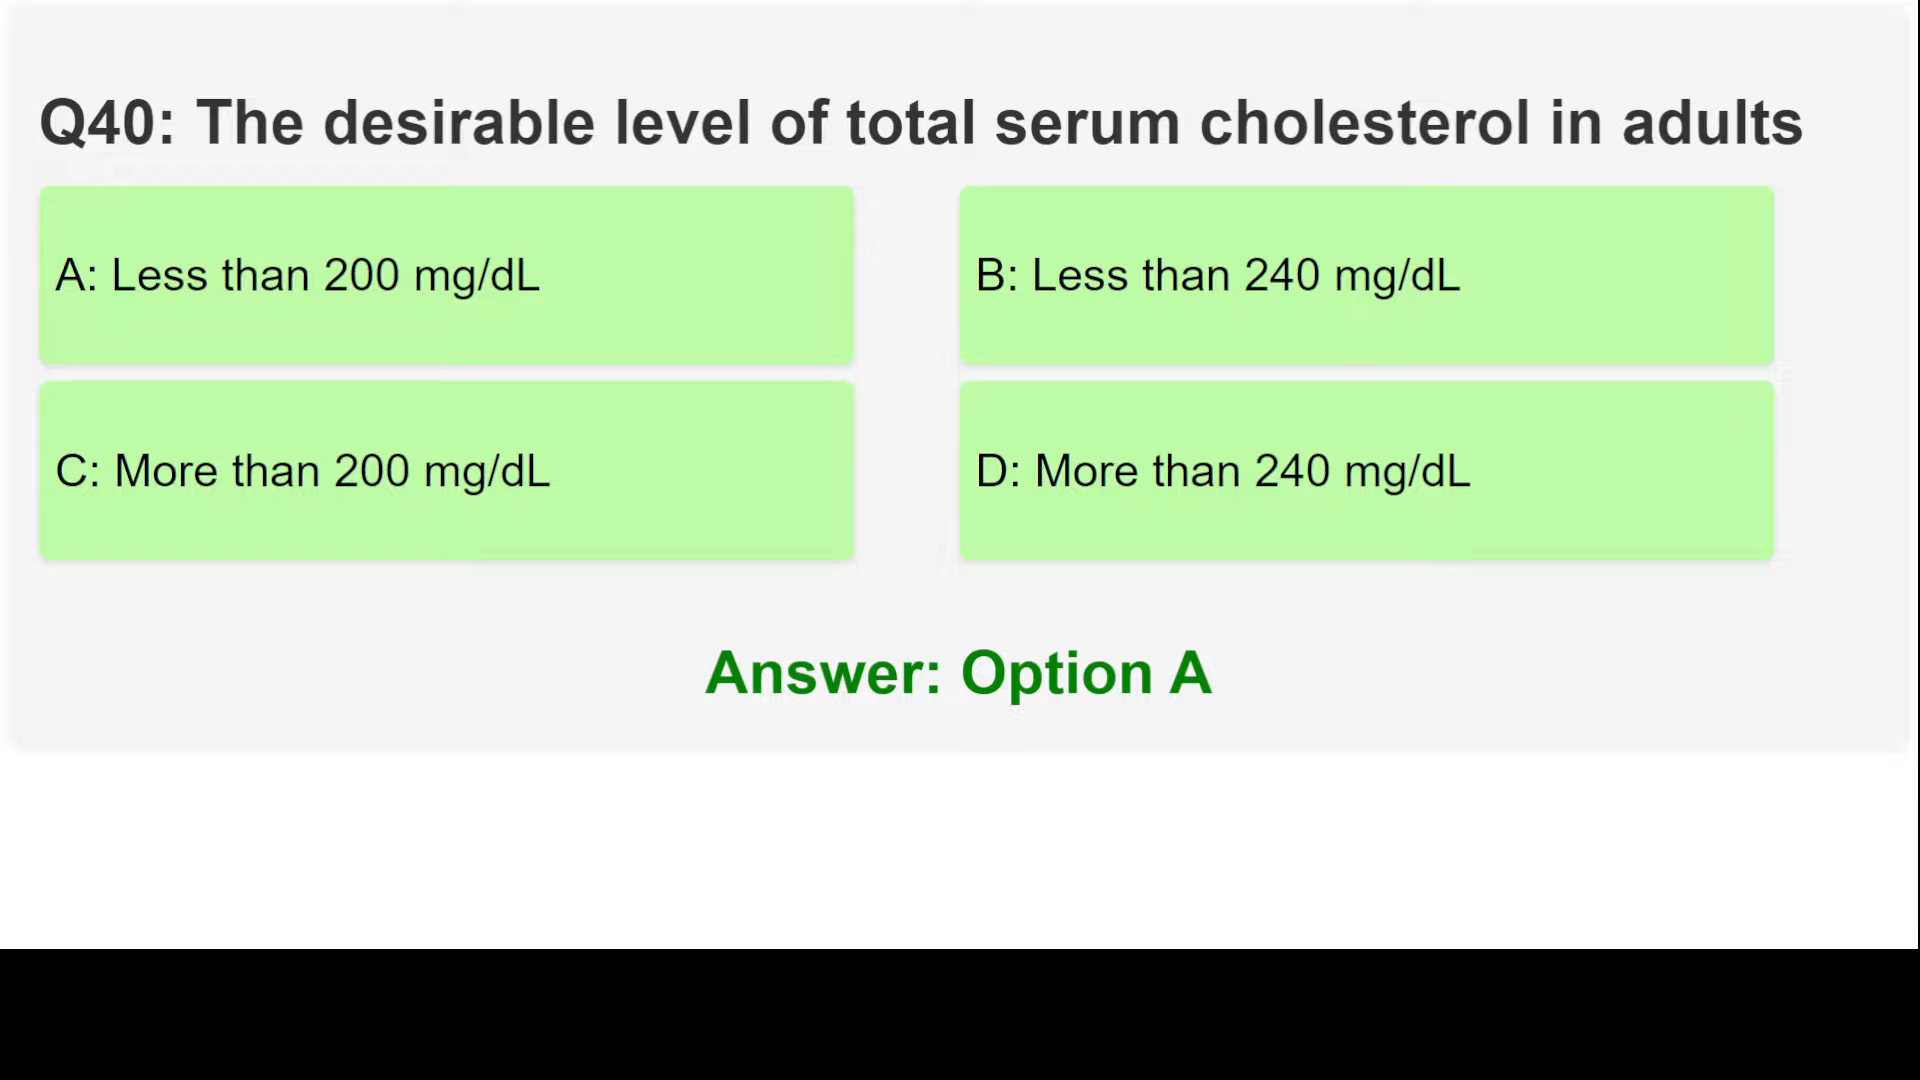 Q40: The desirable level of total serum cholesterol in adults
A: Less than 200 mg/dL
B: Less than 240 mg/dL
C: More than 200 mg/dL
D: More than 240 mg/dL
Answer: Option A